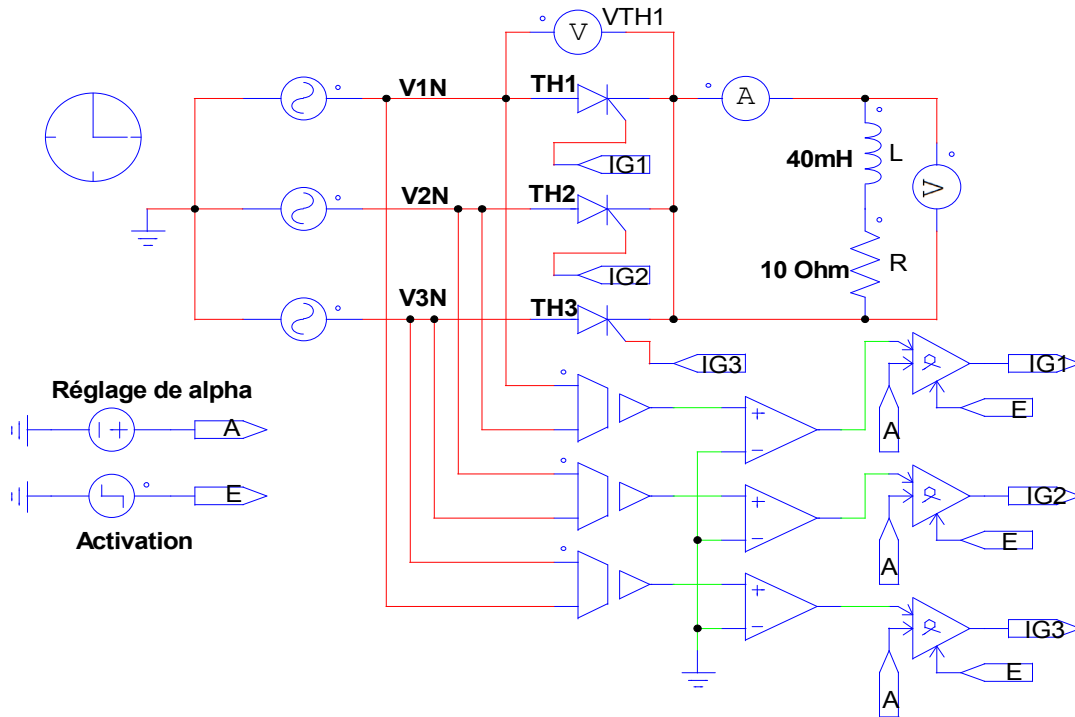 VTH1
V
V1N
TH1
A
IG1
40mH
L
V
V2N
TH2
IG2
10 Ohm
R
V3N
TH3
IG3
IG1
Réglage de alpha
A
E
A
E
IG2
Activation
A
E
IG3
A
E